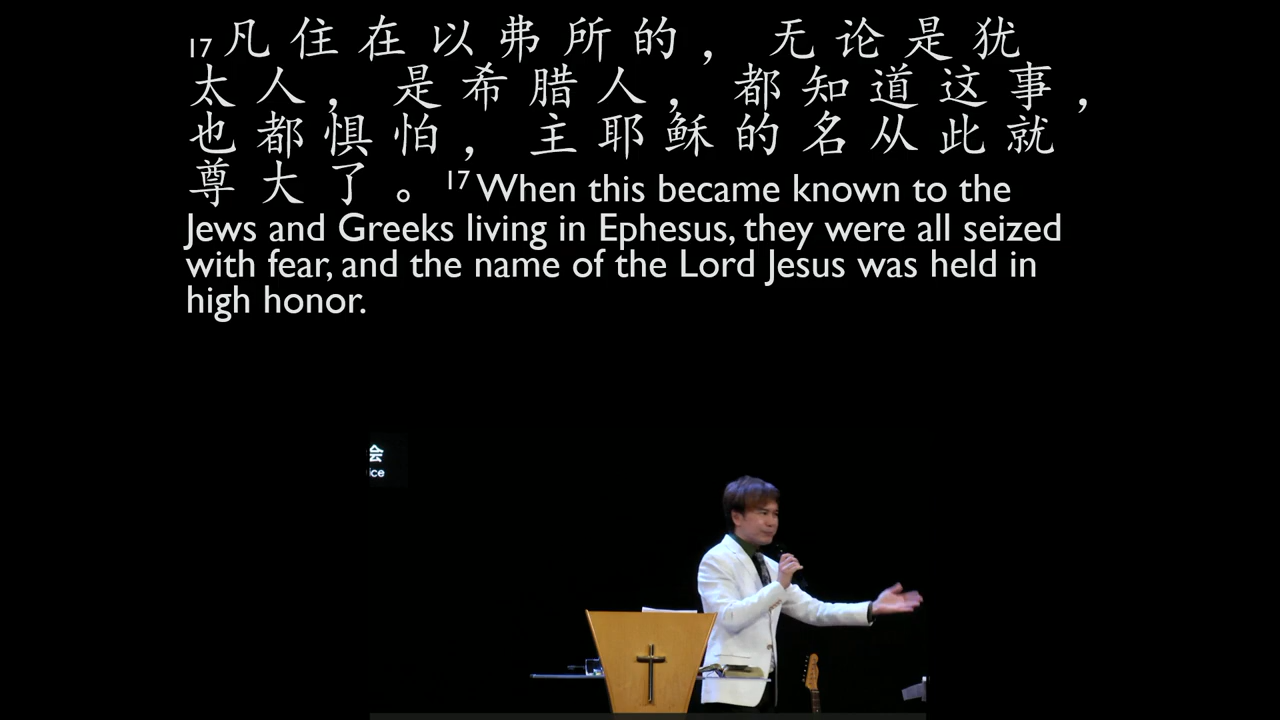 17凡住在以弗所的，无论是犹
太人，是希腊人，都知道这事，
也都惧怕，主耶稣的名从此就
尊大了。17 When this became known to the
Jews and Greeks living in Ephesus, they were all seized
with fear, and the name of the Lord Jesus was held in
high honor.
会
ice